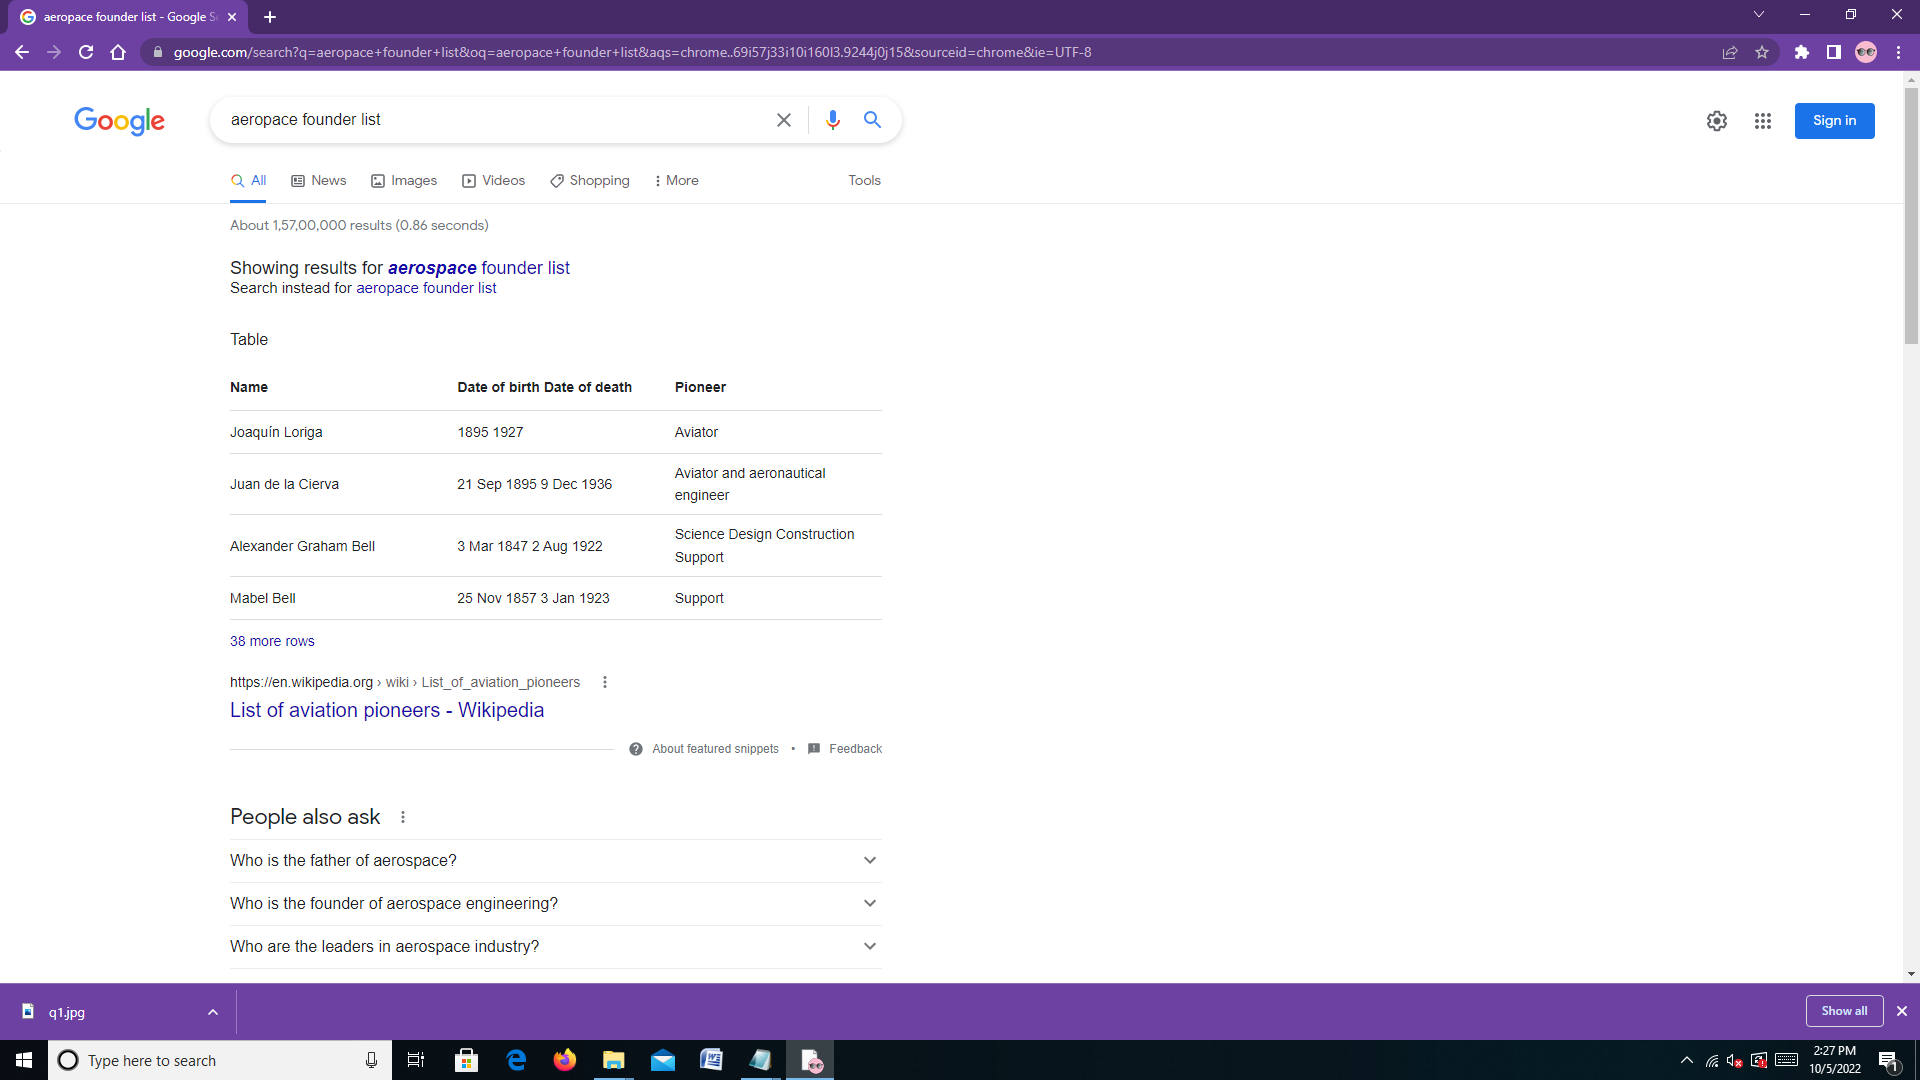 aeropace founder list - Google S
google.com/search?q=aeropace+founder+list&oq=aeropace+founder+list&aqs=chrome..69i57j33i10i160l3.9244j0j15&sourceid=chrome&ie=UTF-8
Google
aeropace founder list
Sign in
All News Images Videos Shopping More Tools
About 1,57,00,000 results (0.86 seconds)
Showing results for aerospace founder list
Search instead for aeropace founder list
Table
Name Date of birth Date of death Pioneer
Joaquín Loriga 1895 1927 Aviator
Juan de la Cierva 21 Sep 1895 9 Dec 1936 Aviator and aeronautical
engineer
Alexander Graham Bell 3 Mar 1847 2 Aug 1922 Science Design Construction
Support
Mabel Bell 25 Nov 1857 3 Jan 1923 Support
38 more rows
https://en.wikipedia.org › wiki › List_of_aviation_pioneers
List of aviation pioneers - Wikipedia
About featured snippets • Feedback
People also ask
Who is the father of aerospace?
Who is the founder of aerospace engineering?
Who are the leaders in aerospace industry?
q1.jpg
Show all
Type here to search
2:27 PM
10/5/2022
1